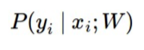 P(y_i | x_i; W)